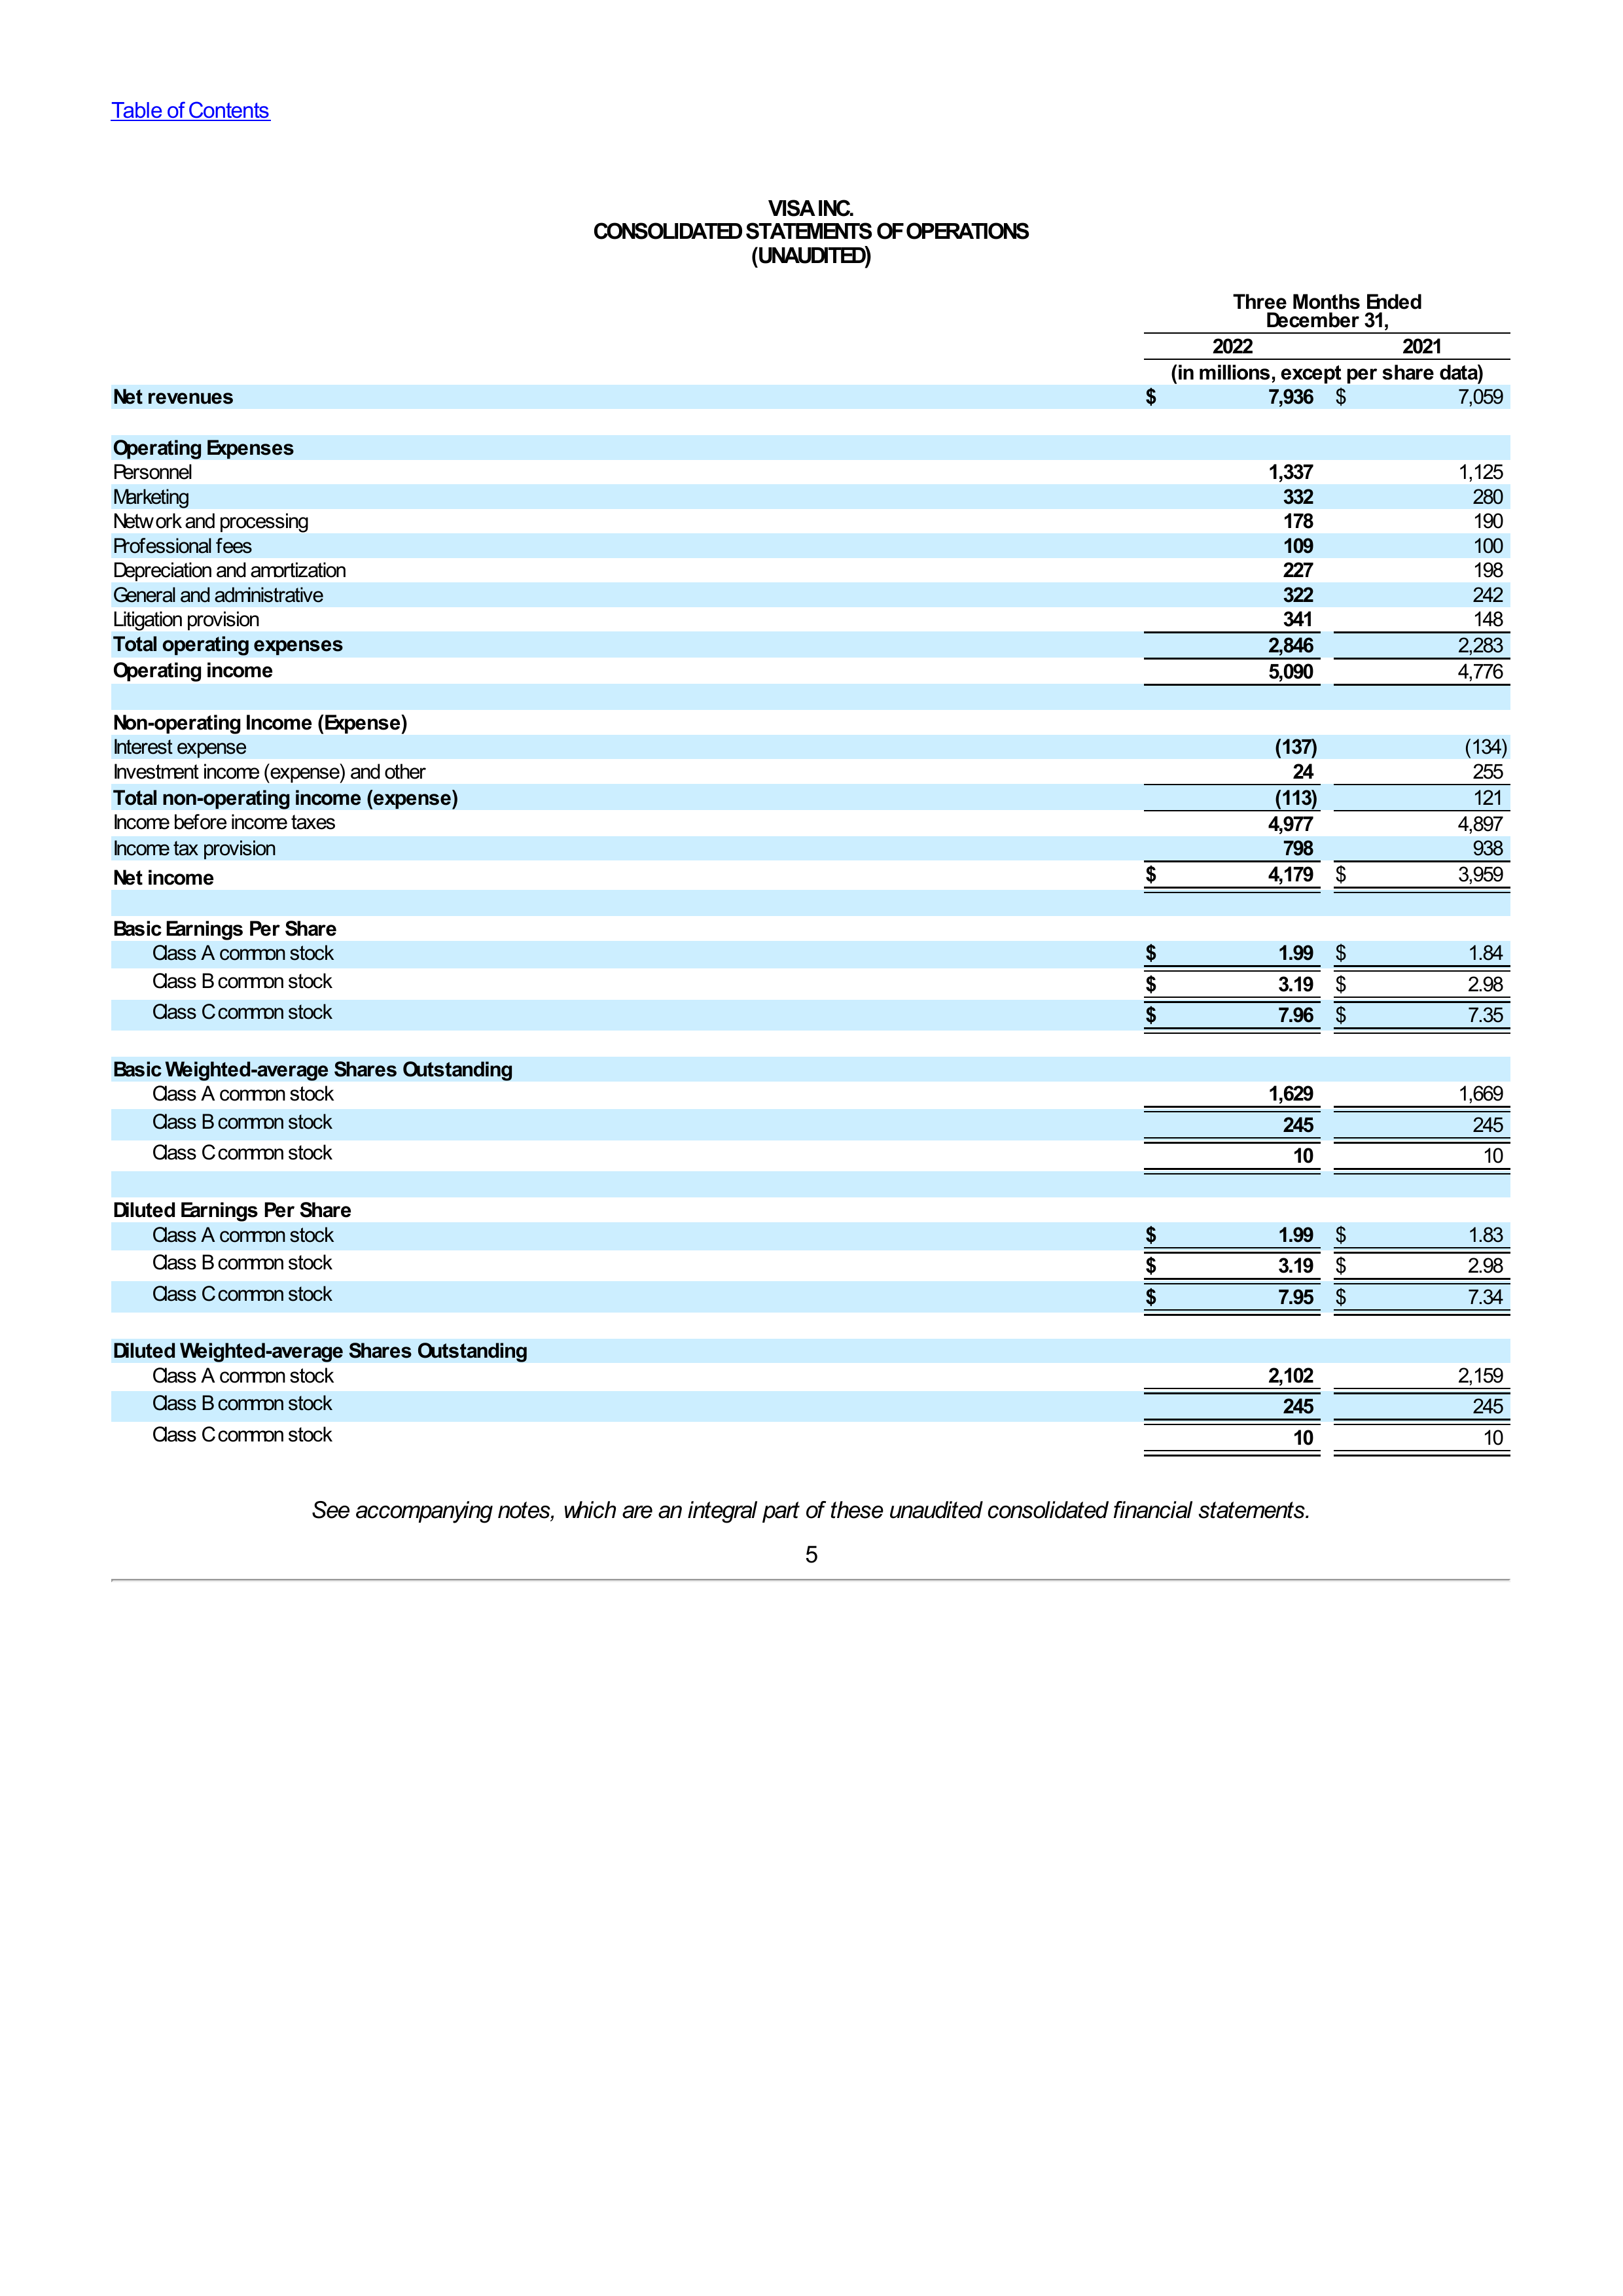 Table of Contents
VISA INC.
CONSOLIDATED STATEMENTS OF OPERATIONS
(UNAUDITED)
Three Months Ended
December 31,
2022 2021
(in millions, except per share data)
Net revenues $ 7,936 $ 7,059
Operating Expenses
Personnel 1,337 1,125
Marketing 332 280
Network and processing 178 190
Professional fees 109 100
Depreciation and amortization 227 198
General and administrative 322 242
Litigation provision 341 148
Total operating expenses 2,846 2,283
Operating income 5,090 4,776
Non-operating Income (Expense)
Interest expense (137) (134)
Investment income (expense) and other 24 255
Total non-operating income (expense) (113) 121
Income before income taxes 4,977 4,897
Income tax provision 798 938
Net income $ 4,179 $ 3,959
Basic Earnings Per Share
Class A common stock $ 1.99 $ 1.84
Class B common stock $ 3.19 $ 2.98
Class C common stock $ 7.96 $ 7.35
Basic Weighted-average Shares Outstanding
Class A common stock 1,629 1,669
Class B common stock 245 245
Class C common stock 10 10
Diluted Earnings Per Share
Class A common stock $ 1.99 $ 1.83
Class B common stock $ 3.19 $ 2.98
Class C common stock $ 7.95 $ 7.34
Diluted Weighted-average Shares Outstanding
Class A common stock 2,102 2,159
Class B common stock 245 245
Class C common stock 10 10
See accompanying notes, which are an integral part of these unaudited consolidated financial statements.
5